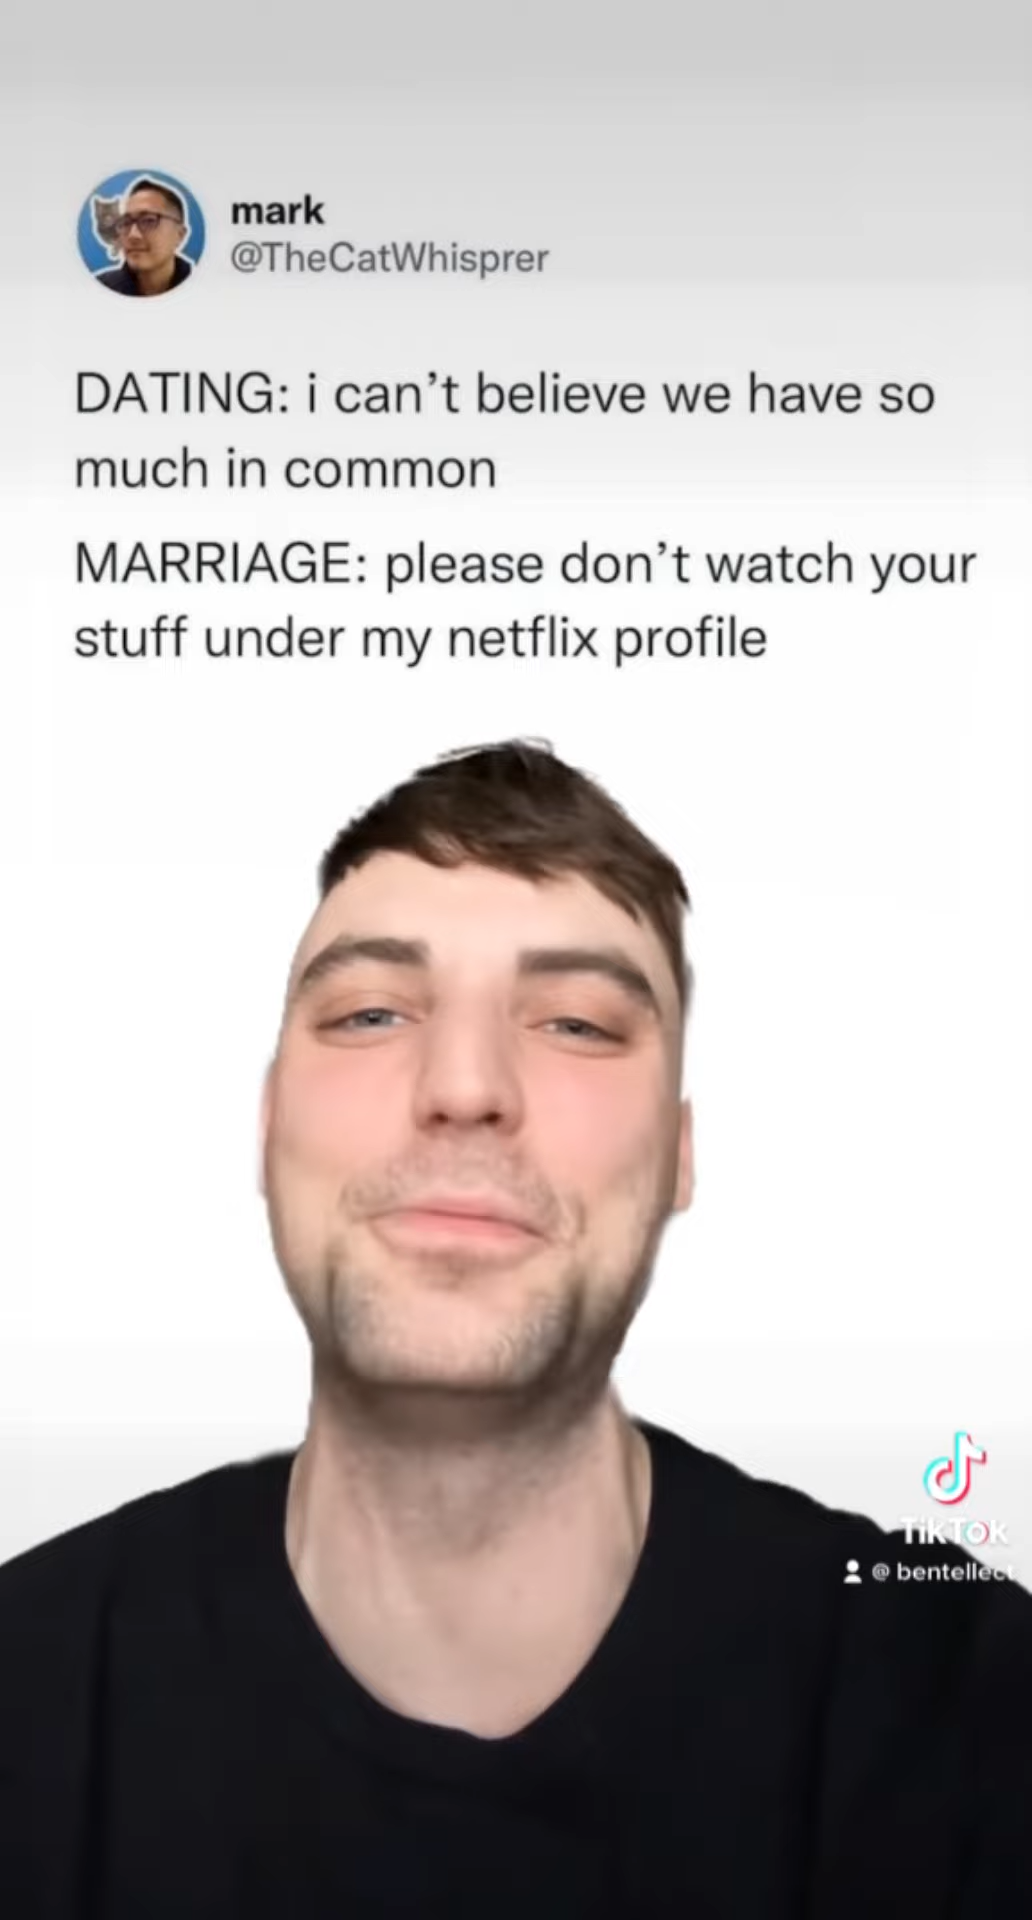 mark
@TheCatWhisprer
DATING: i can’t believe we have so
much in common
MARRIAGE: please don’t watch your
stuff under my netflix profile
TikTok
@ bentellect